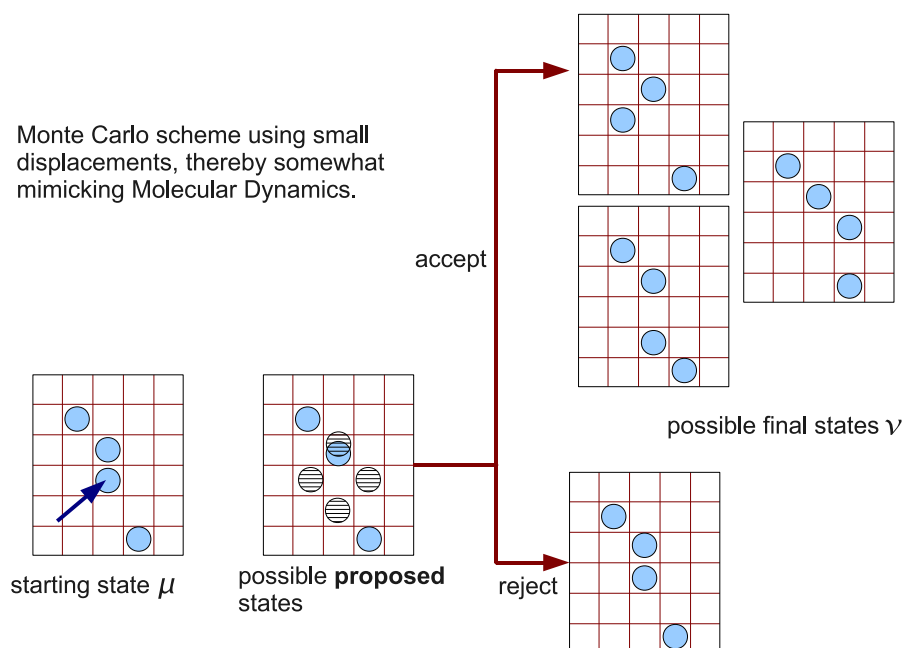 Monte Carlo scheme using small
displacements, thereby somewhat
mimicking Molecular Dynamics.
accept
possible final states ν
starting state μ
possible proposed
states
reject